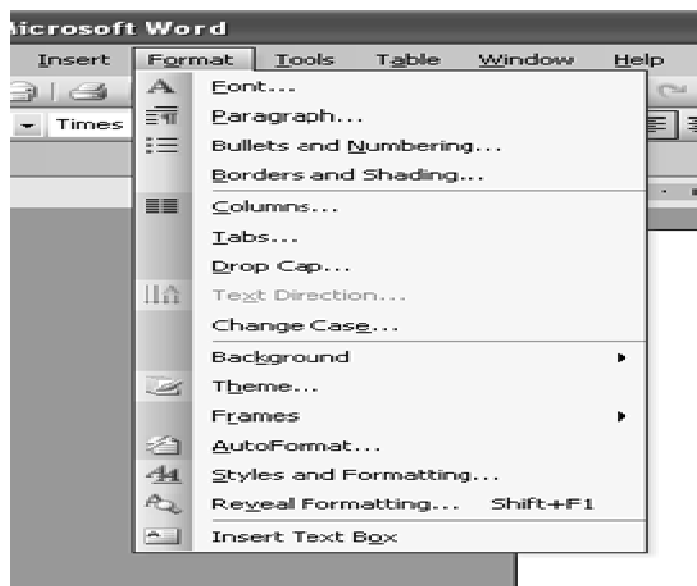 Microsoft Word
Insert Format Tools Table Window Help
Times
Font...
Paragraph...
Bullets and Numbering...
Borders and Shading...
Columns...
Tabs...
Drop Cap...
Text Direction...
Change Case...
Background
Theme...
Frames
AutoFormat...
Styles and Formatting...
Reveal Formatting... Shift+F1
Insert Text Box